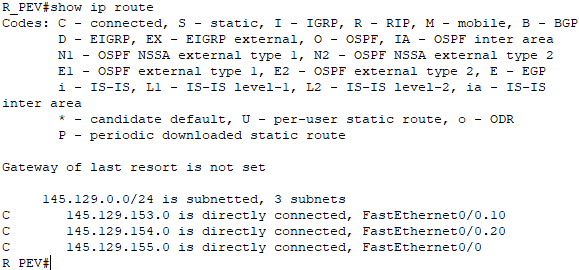 R_PEV#show ip route
Codes: C - connected, S - static, I - IGRP, R - RIP, M - mobile, B - BGP
       D - EIGRP, EX - EIGRP external, O - OSPF, IA - OSPF inter area
       N1 - OSPF NSSA external type 1, N2 - OSPF NSSA external type 2
       E1 - OSPF external type 1, E2 - OSPF external type 2, E - EGP
       i - IS-IS, L1 - IS-IS level-1, L2 - IS-IS level-2, ia - IS-IS
inter area
       * - candidate default, U - per-user static route, o - ODR
       P - periodic downloaded static route

Gateway of last resort is not set

     145.129.0.0/24 is subnetted, 3 subnets
C       145.129.153.0 is directly connected, FastEthernet0/0.10
C       145.129.154.0 is directly connected, FastEthernet0/0.20
C       145.129.155.0 is directly connected, FastEthernet0/0
R_PEV#